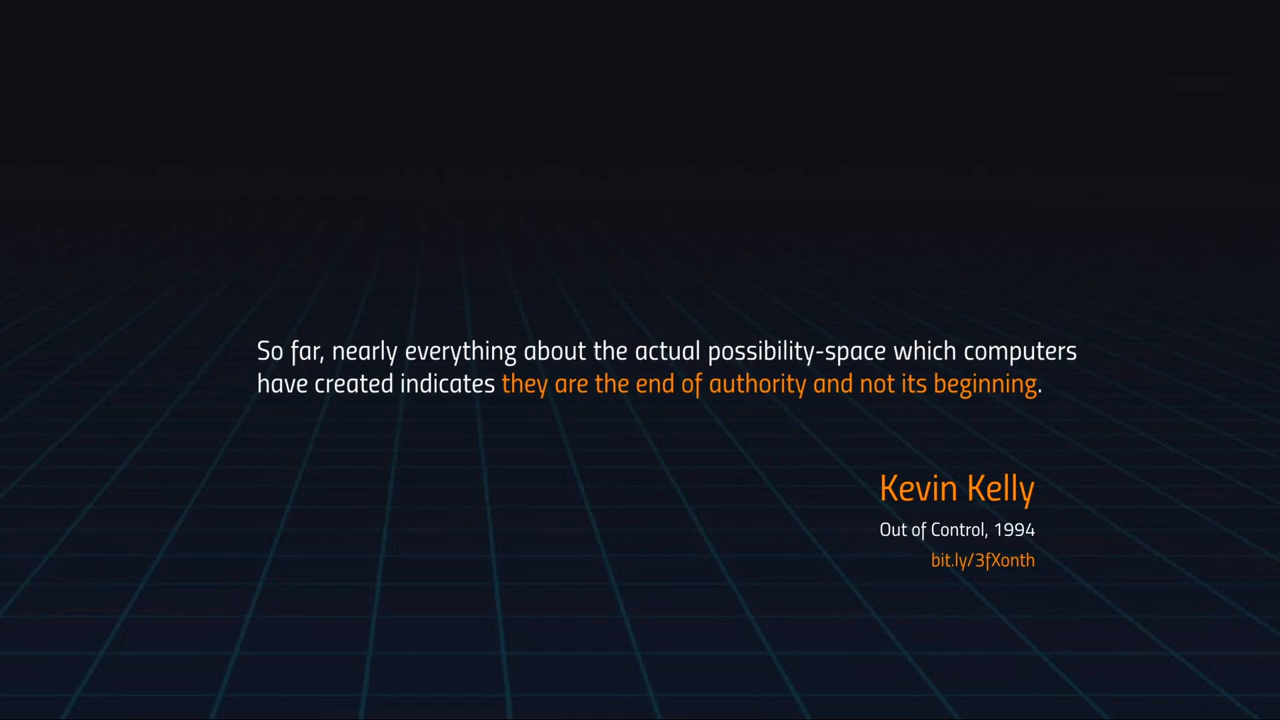 So far, nearly everything about the actual possibility-space which computers
have created indicates they are the end of authority and not its beginning.
Kevin Kelly
Out of Control, 1994
bit.ly/3fXonth